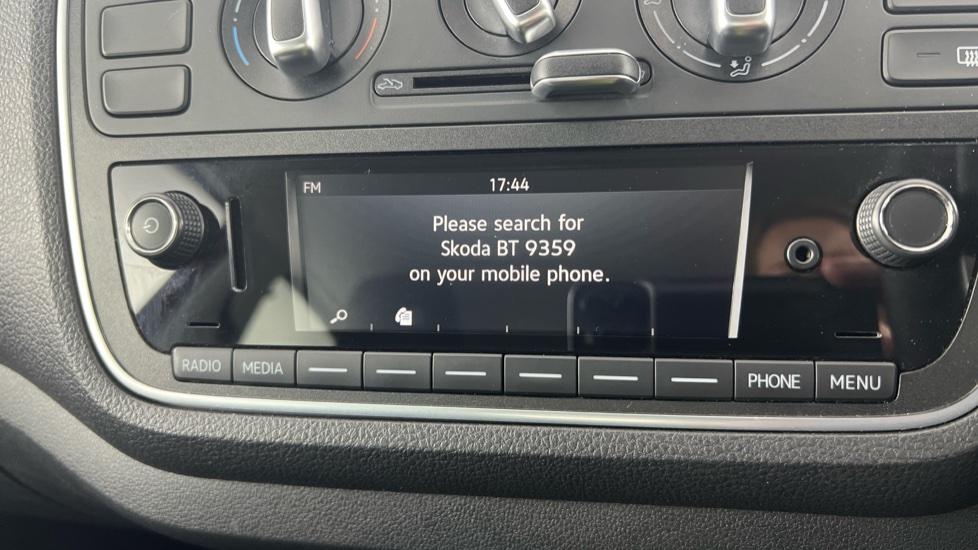 FM 17:44
Please search for
Skoda BT 9359
on your mobile phone.
RADIO MEDIA PHONE MENU